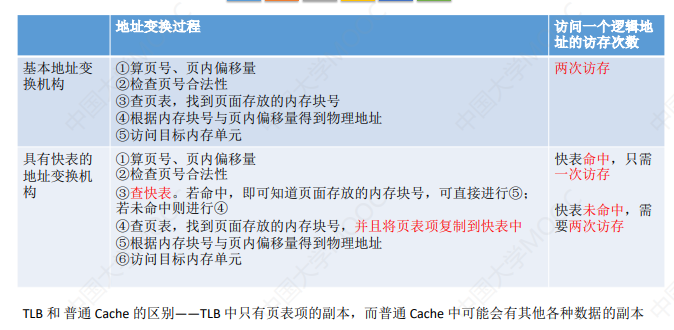 地址变换过程
访问一个逻辑地
址的访存次数
基本地址变
换机构
①算页号、页内偏移量
②检查页号合法性
③查页表，找到页面存放的内存块号
④根据内存块号与页内偏移量得到物理地址
⑤访问目标内存单元
两次访存
具有快表的
地址变换机
构
①算页号、页内偏移量
②检查页号合法性
③查快表。若命中，即可知道页面存放的内存块号，可直接进行⑤；
若未命中则进行④
④查页表，找到页面存放的内存块号，并且将页表项复制到快表中
⑤根据内存块号与页内偏移量得到物理地址
⑥访问目标内存单元
快表命中，只需
一次访存
快表未命中，需
要两次访存
TLB 和 普通 Cache 的区别——TLB 中只有页表项的副本，而普通 Cache 中可能会有其他各种数据的副本
中国大学MOOC